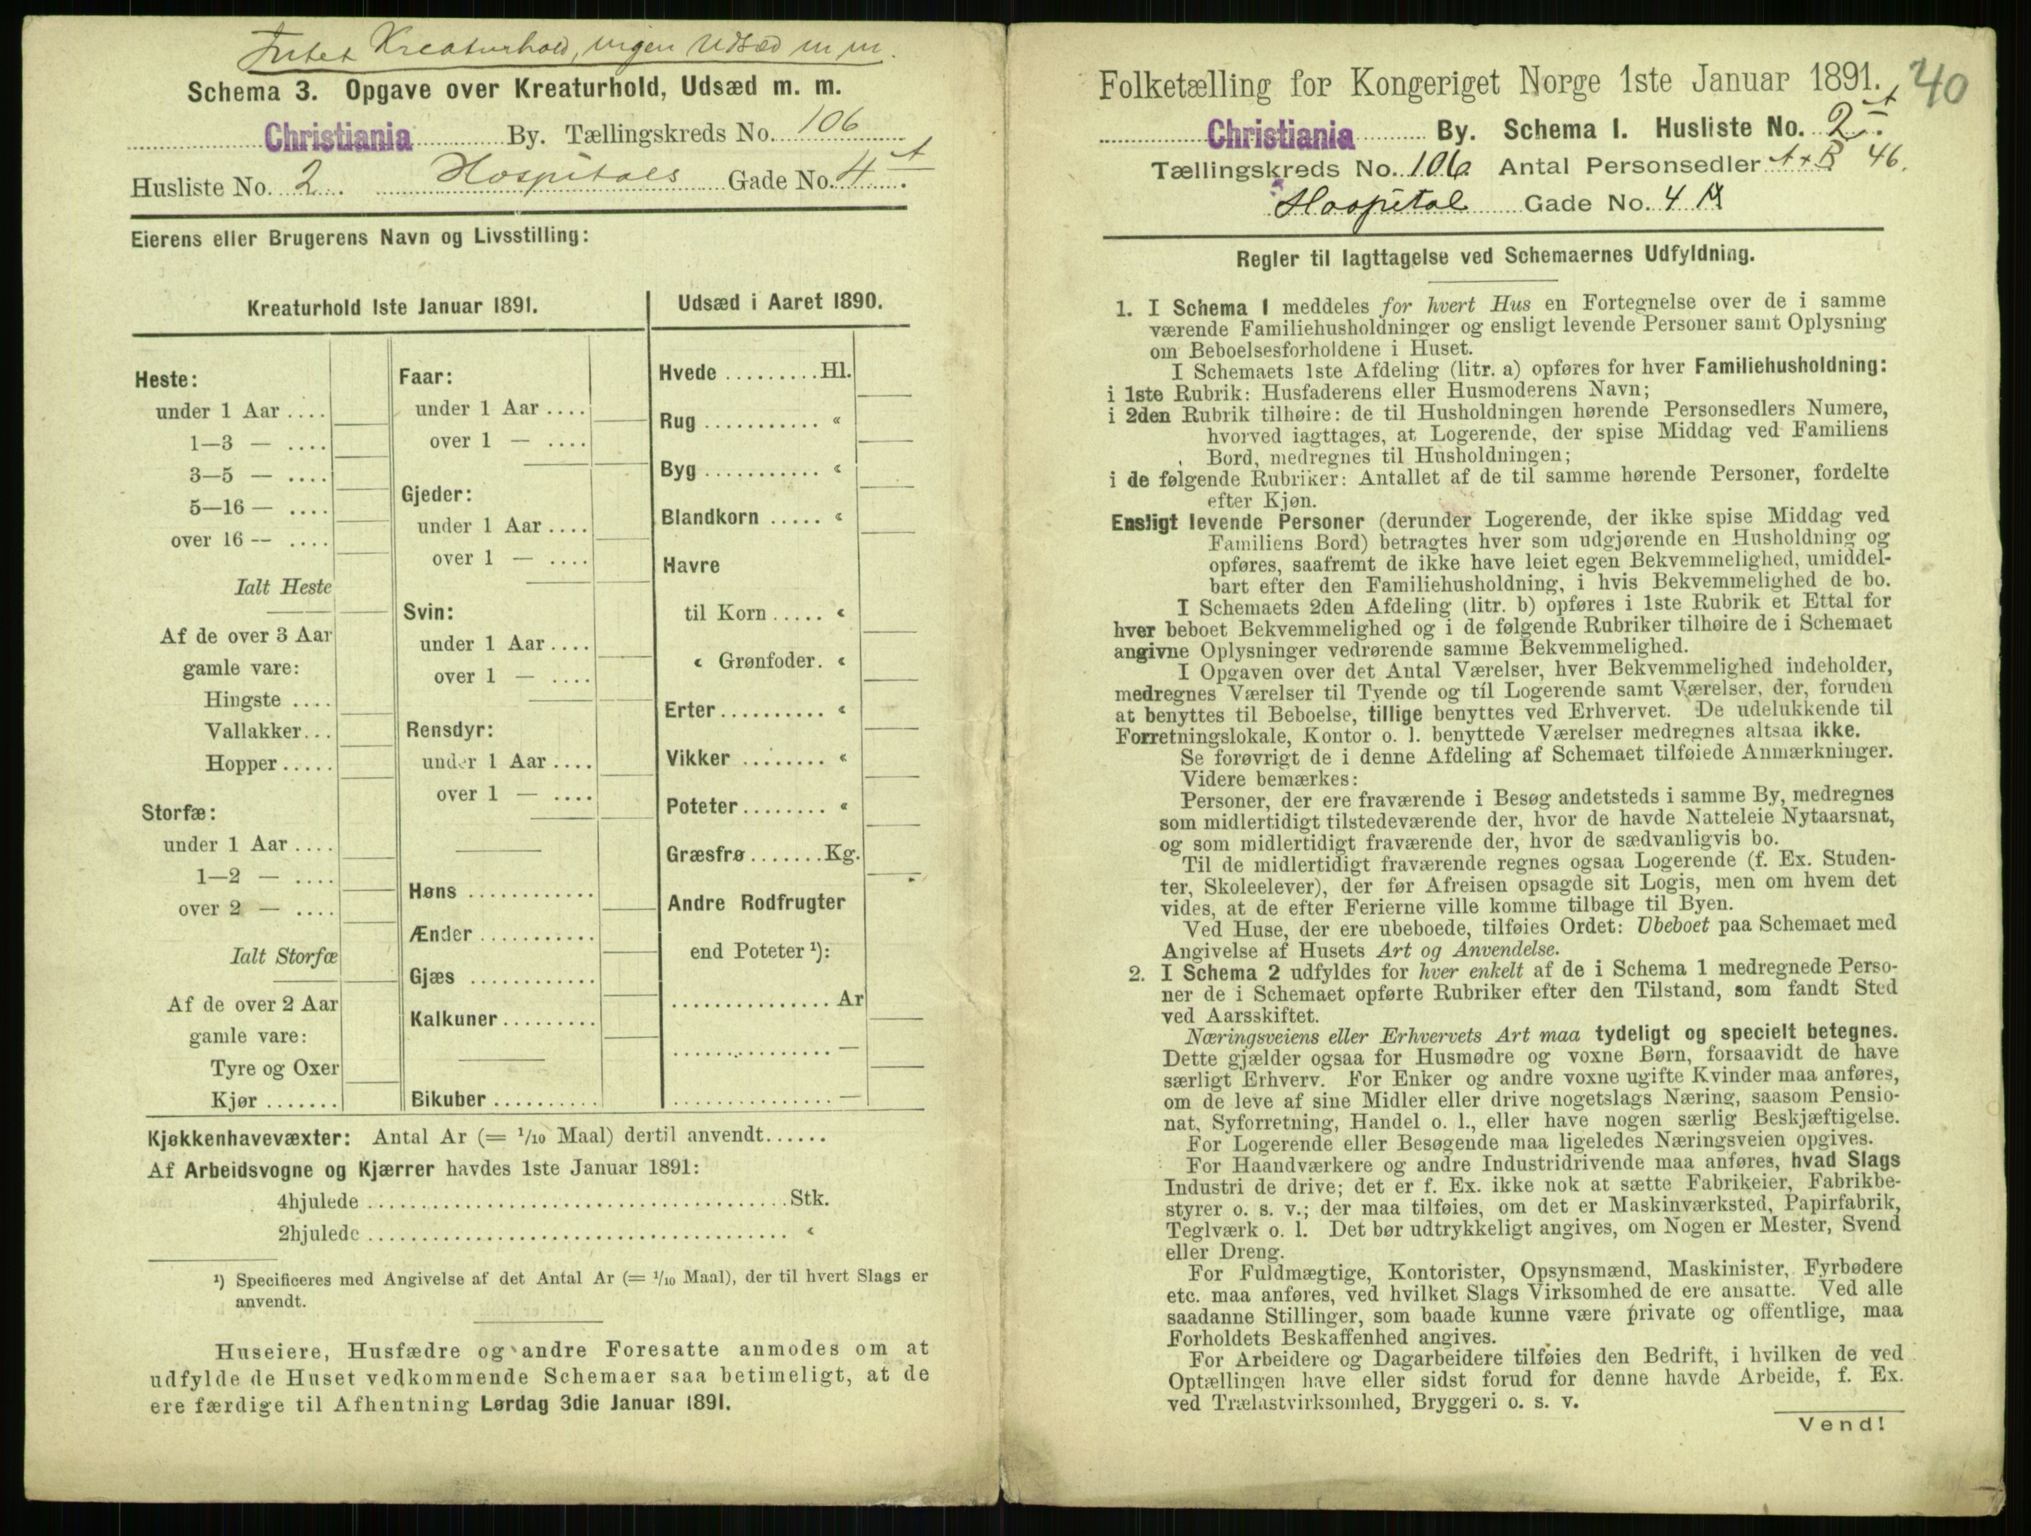 Intet Kreaturhold, ingen Udsæd m m.
Schema 3. Opgave over Kreaturhold, Udsæd m. m.
Christiania By. Tællingskreds No. 106
Husliste No. 2. Hospitals Gade No. 4 A
Eierens eller Brugerens Navn og Livsstilling:
Kreaturhold 1ste Januar 1891.
Heste:
under 1 Aar ....
1—3 — ....
3—5 — ....
5—16 — ....
over 16 -- ....
Ialt Heste
Af de over 3 Aar
gamle vare:
Hingste ....
Vallakker...
Hopper .....
Storfæ:
under 1 Aar ....
1—2 — ....
over 2 — ....
Ialt Storfæ
Af de over 2 Aar
gamle vare:
Tyre og Oxer
Kjør .......
Faar:
under 1 Aar ....
over 1 — ....
Gjeder:
under 1 Aar ....
over 1 — ....
Svin:
under 1 Aar ....
over 1 — ....
Rensdyr:
under 1 Aar ....
over 1 — ....
Høns ............
Ænder ...........
Gjæs ............
Kalkuner.........
Bikuber ..........
Udsæd i Aaret 1890.
Hvede .........Hl.
Rug ........... «
Byg ........... «
Blandkorn ..... «
Havre
til Korn ..... «
« Grønfoder. «
Erter.......... «
Vikker ........ «
Poteter ........ «
Græsfrø .......Kg.
Andre Rodfrugter
end Poteter ¹):
............... Ar
............... —
............... —
Kjøkkenhavevæxter: Antal Ar (= 1/10 Maal) dertil anvendt......
Af Arbeidsvogne og Kjærrer havdes 1ste Januar 1891:
4hjulede .......................................Stk.
2hjulede ....................................... «
¹) Specificeres med Angivelse af det Antal Ar (= 1/10 Maal), der til hvert Slags er
anvendt.
Huseiere, Husfædre og andre Foresatte anmodes om at
udfylde de Huset vedkommende Schemaer saa betimeligt, at de
ere færdige til Afhentning Lørdag 3die Januar 1891.
40
Folketælling for Kongeriget Norge 1ste Januar 1891.
Christiania By. Schema I. Husliste No. 2 A.
Tællingskreds No. 106 Antal Personsedler A + B 46.
Hospital Gade No. 4 A
Regler til Iagttagelse ved Schemaernes Udfyldning.
1. I Schema 1 meddeles for hvert Hus en Fortegnelse over de i samme
værende Familiehusholdninger og ensligt levende Personer samt Oplysning
om Beboelsesforholdene i Huset.
I Schemaets 1ste Afdeling (litr. a) opføres for hver Familiehusholdning:
i 1ste Rubrik: Husfaderens eller Husmoderens Navn;
i 2den Rubrik tilhøire: de til Husholdningen hørende Personsedlers Numere,
hvorved iagttages, at Logerende, der spise Middag ved Familiens
Bord, medregnes til Husholdningen;
i de følgende Rubriker: Antallet af de til samme hørende Personer, fordelte
efter Kjøn.
Ensligt levende Personer (derunder Logerende, der ikke spise Middag ved
Familiens Bord) betragtes hver som udgjørende en Husholdning og
opføres, saafremt de ikke have leiet egen Bekvemmelighed, umiddel-
bart efter den Familiehusholdning, i hvis Bekvemmelighed de bo.
I Schemaets 2den Afdeling (litr. b) opføres i 1ste Rubrik et Ettal for
hver beboet Bekvemmelighed og i de følgende Rubriker tilhøire de i Schemaet
angivne Oplysninger vedrørende samme Bekvemmelighed.
I Opgaven over det Antal Værelser, hver Bekvemmelighed indeholder,
medregnes Værelser til Tyende og til Logerende samt Værelser, der, foruden
at benyttes til Beboelse, tillige benyttes ved Erhvervet. De udelukkende til
Forretningslokale, Kontor o. l. benyttede Værelser medregnes altsaa ikke.
Se forøvrigt de i denne Afdeling af Schemaet tilføiede Anmærkninger.
Videre bemærkes:
Personer, der ere fraværende i Besøg andetsteds i samme By, medregnes
som midlertidigt tilstedeværende der, hvor de havde Natteleie Nytaarsnat,
og som midlertidigt fraværende der, hvor de sædvanligvis bo.
Til de midlertidigt fraværende regnes ogsaa Logerende (f. Ex. Studen-
ter, Skoleelever), der før Afreisen opsagde sit Logis, men om hvem det
vides, at de efter Ferierne ville komme tilbage til Byen.
Ved Huse, der ere ubeboede, tilføies Ordet: Ubeboet paa Schemaet med
Angivelse af Husets Art og Anvendelse.
2. I Schema 2 udfyldes for hver enkelt af de i Schema 1 medregnede Perso-
ner de i Schemaet opførte Rubriker efter den Tilstand, som fandt Sted
ved Aarsskiftet.
Næringsveiens eller Erhvervets Art maa tydeligt og specielt betegnes.
Dette gjælder ogsaa for Husmødre og voxne Børn, forsaavidt de have
særligt Erhverv. For Enker og andre voxne ugifte Kvinder maa anføres,
om de leve af sine Midler eller drive nogetslags Næring, saasom Pensio-
nat, Syforretning, Handel o. l., eller have nogen særlig Beskjæftigelse.
For Logerende eller Besøgende maa ligeledes Næringsveien opgives.
For Haandværkere og andre Industridrivende maa anføres, hvad Slags
Industri de drive; det er f. Ex. ikke nok at sætte Fabrikeier, Fabrikbe-
styrer o. s. v.; der maa tilføies, om det er Maskinværksted, Papirfabrik,
Teglværk o. l. Det bør udtrykkeligt angives, om Nogen er Mester, Svend
eller Dreng.
For Fuldmægtige, Kontorister, Opsynsmænd, Maskinister, Fyrbødere
etc. maa anføres, ved hvilket Slags Virksomhed de ere ansatte. Ved alle
saadanne Stillinger, som baade kunne være private og offentlige, maa
Forholdets Beskaffenhed angives.
For Arbeidere og Dagarbeidere tilføies den Bedrift, i hvilken de ved
Optællingen have eller sidst forud for denne havde Arbeide, f. Ex.
ved Trælastvirksomhed, Bryggeri o. s. v.
Vend!